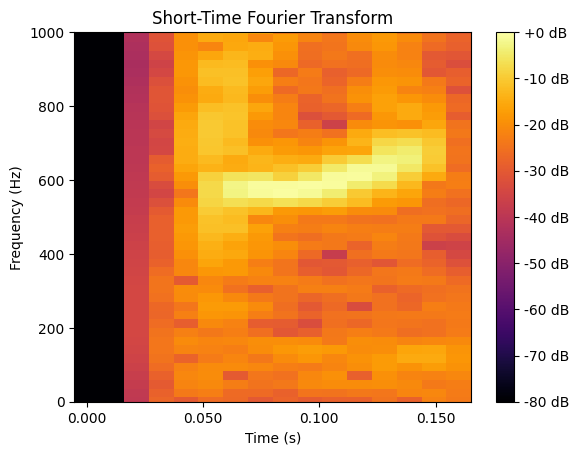 Short-Time Fourier Transform
1000
800
600
400
200
0
Frequency (Hz)
0.000
0.050
0.100
0.150
Time (s)
+0 dB
-10 dB
-20 dB
-30 dB
-40 dB
-50 dB
-60 dB
-70 dB
-80 dB